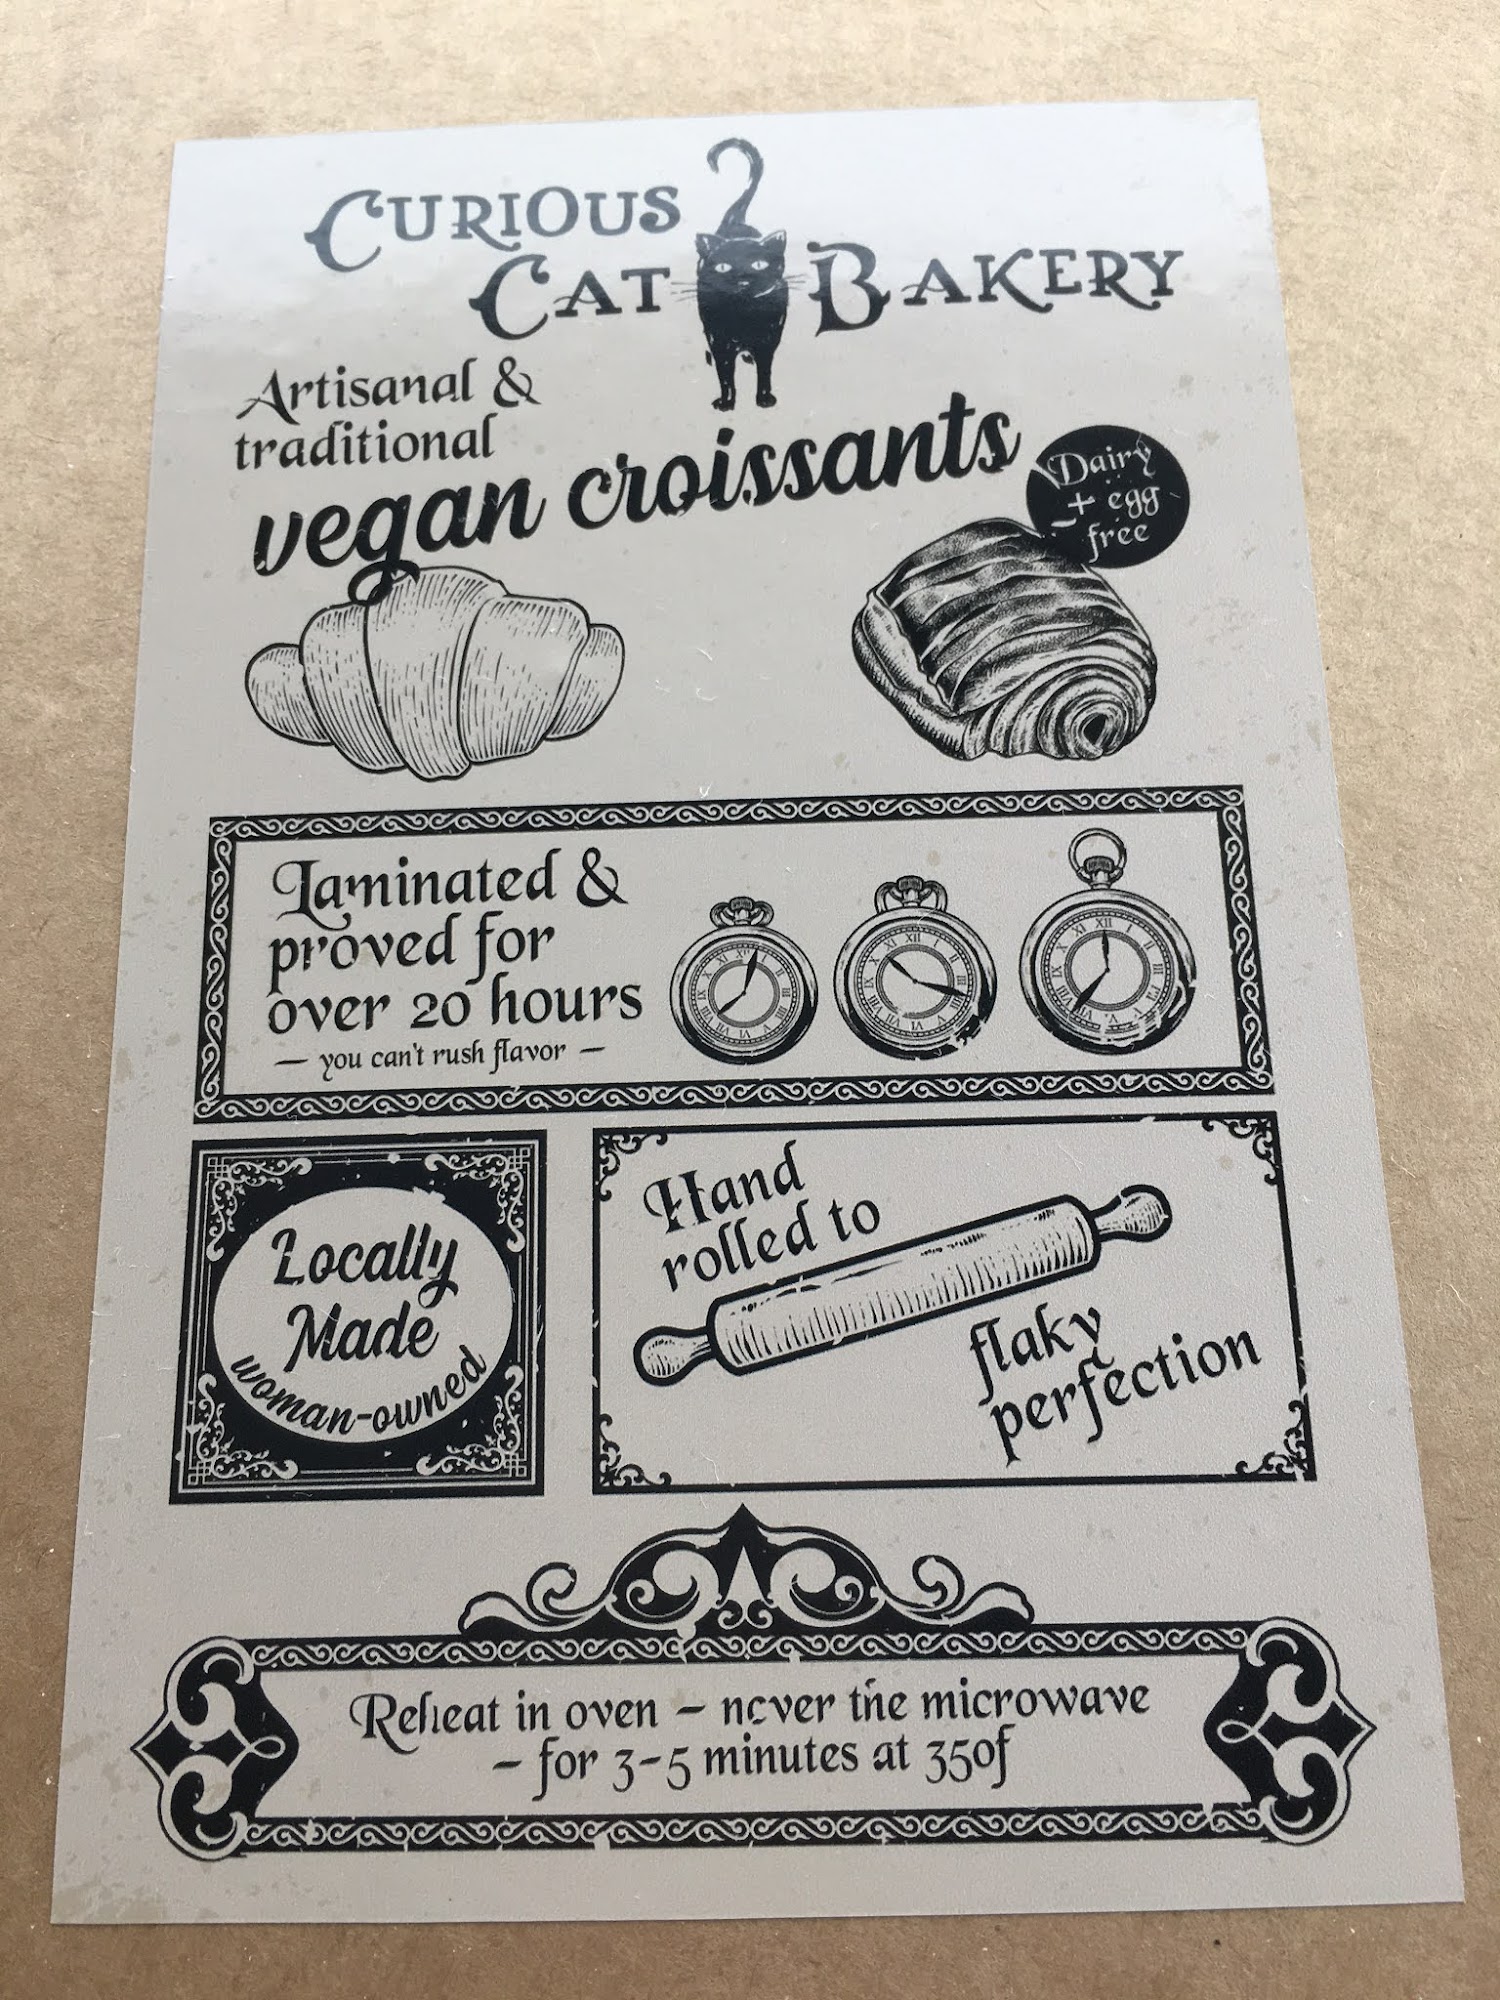 CURIOUS
CAT BAKERY
Artisanal &
traditional
vegan croissants
Dairy
+ egg
free
Laminated &
proved for
over 20 hours
— you can't rush flavor —
Locally
Made
woman-owned
Hand
rolled to
flaky
perfection
Reheat in oven – never the microwave
– for 3-5 minutes at 350f